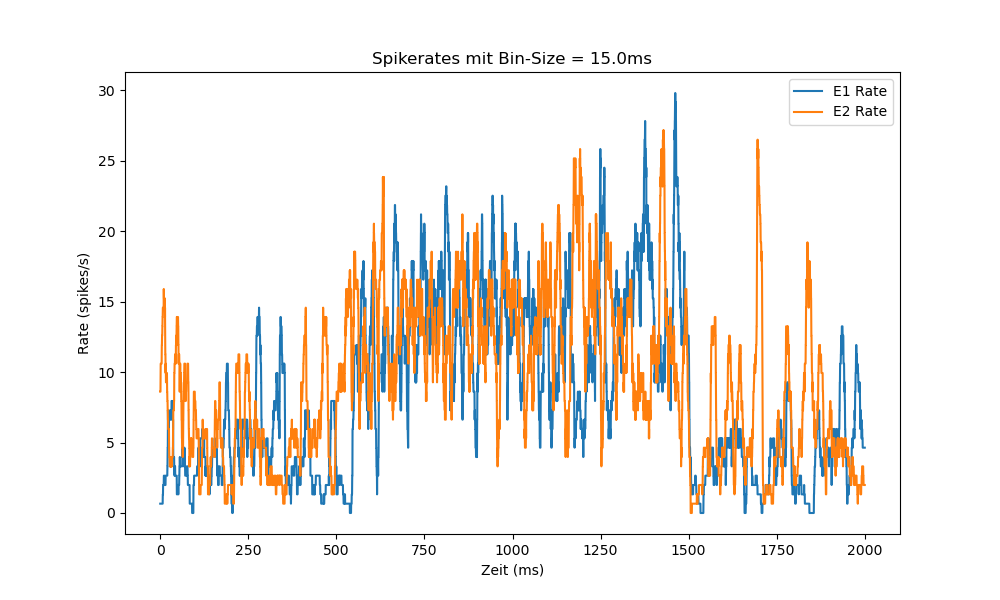 Spikerates mit Bin-Size = 15.0ms
E1 Rate
E2 Rate
Rate (spikes/s)
30
25
20
15
10
5
0
0 250 500 750 1000 1250 1500 1750 2000
Zeit (ms)